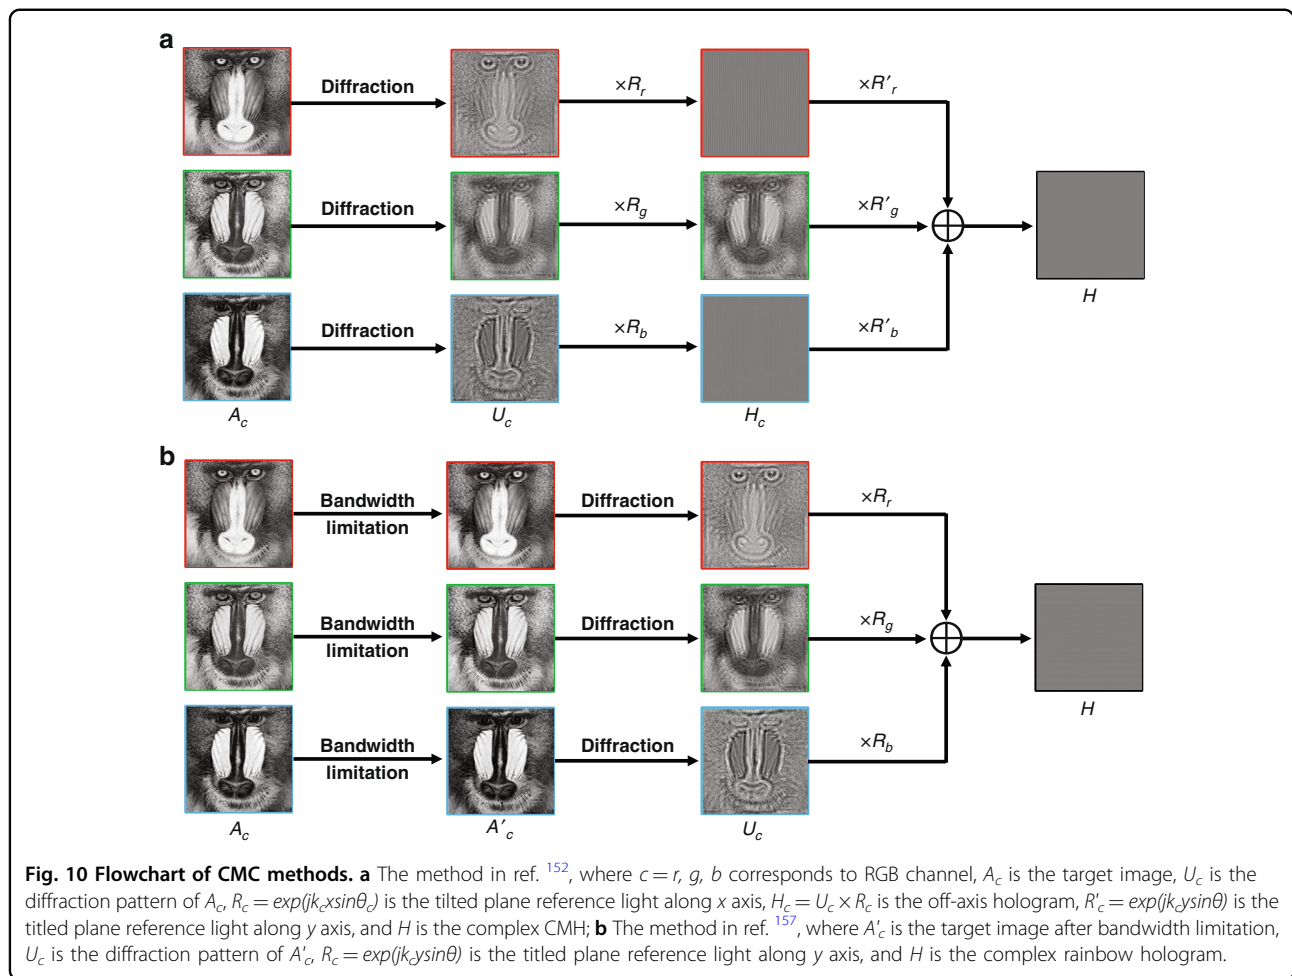 a
Diffraction ×R_r ×R'_r
Diffraction ×R_g ×R'_g
H
Diffraction ×R_b ×R'_b
A_c U_c H_c
b
Bandwidth limitation Diffraction ×R_r
Bandwidth limitation Diffraction ×R_g
H
Bandwidth limitation Diffraction ×R_b
A_c A'_c U_c
Fig. 10 Flowchart of CMC methods. a The method in ref. 152, where c = r, g, b corresponds to RGB channel, A_c is the target image, U_c is the
diffraction pattern of A_c, R_c = exp(jk_cxsinθ_c) is the tilted plane reference light along x axis, H_c = U_c × R_c is the off-axis hologram, R'_c = exp(jk_cysinθ) is the
titled plane reference light along y axis, and H is the complex CMH; b The method in ref. 157, where A'_c is the target image after bandwidth limitation,
U_c is the diffraction pattern of A'_c, R_c = exp(jk_cysinθ) is the titled plane reference light along y axis, and H is the complex rainbow hologram.